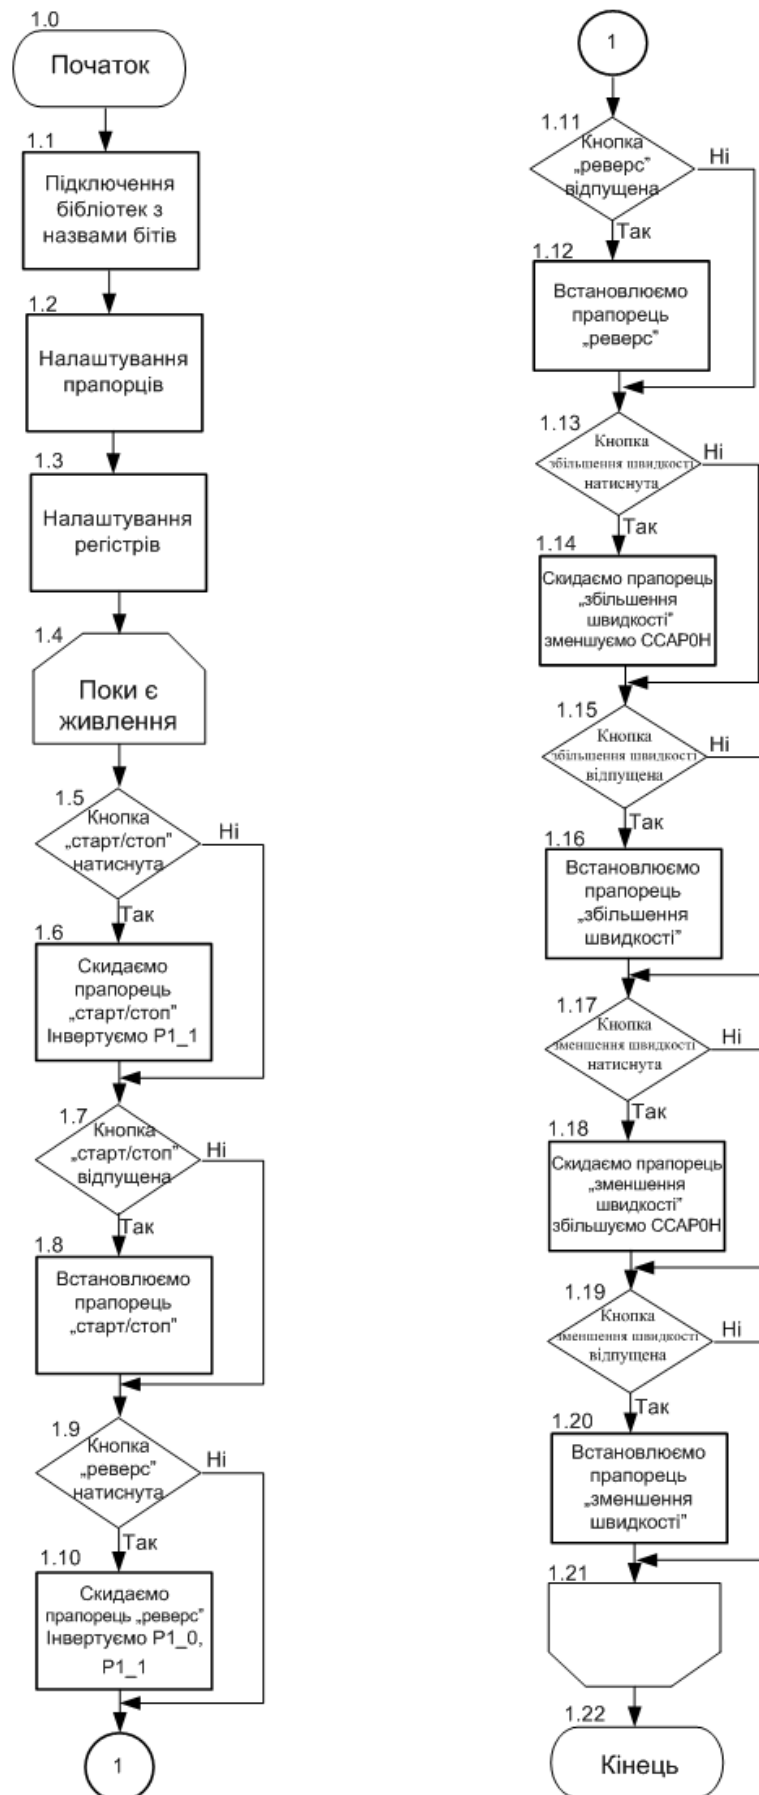 1.0
Початок
1.1
Підключення
бібліотек з
назвами бітів
1.2
Налаштування
прапорців
1.3
Налаштування
регістрів
1.4
Поки є
живлення
1.5
Кнопка
„старт/стоп”
натиснута
Ні
Так
1.6
Скидаємо
прапорець
„старт/стоп”
Інвертуємо P1_1
1.7
Кнопка
„старт/стоп”
відпущена
Ні
Так
1.8
Встановлюємо
прапорець
„старт/стоп”
1.9
Кнопка
„реверс”
натиснута
Ні
Так
1.10
Скидаємо
прапорець „реверс”
Інвертуємо P1_0,
P1_1
1
1
1.11
Кнопка
„реверс”
відпущена
Ні
Так
1.12
Встановлюємо
прапорець
„реверс”
1.13
Кнопка
збільшення швидкості
натиснута
Ні
Так
1.14
Скидаємо прапорець
„збільшення
швидкості”
зменшуємо CCAP0H
1.15
Кнопка
збільшення швидкості
відпущена
Ні
Так
1.16
Встановлюємо
прапорець
„збільшення
швидкості”
1.17
Кнопка
зменшення швидкості
натиснута
Ні
Так
1.18
Скидаємо прапорець
„зменшення
швидкості”
збільшуємо CCAP0H
1.19
Кнопка
зменшення швидкості
відпущена
Ні
Так
1.20
Встановлюємо
прапорець
„зменшення
швидкості”
1.21
1.22
Кінець